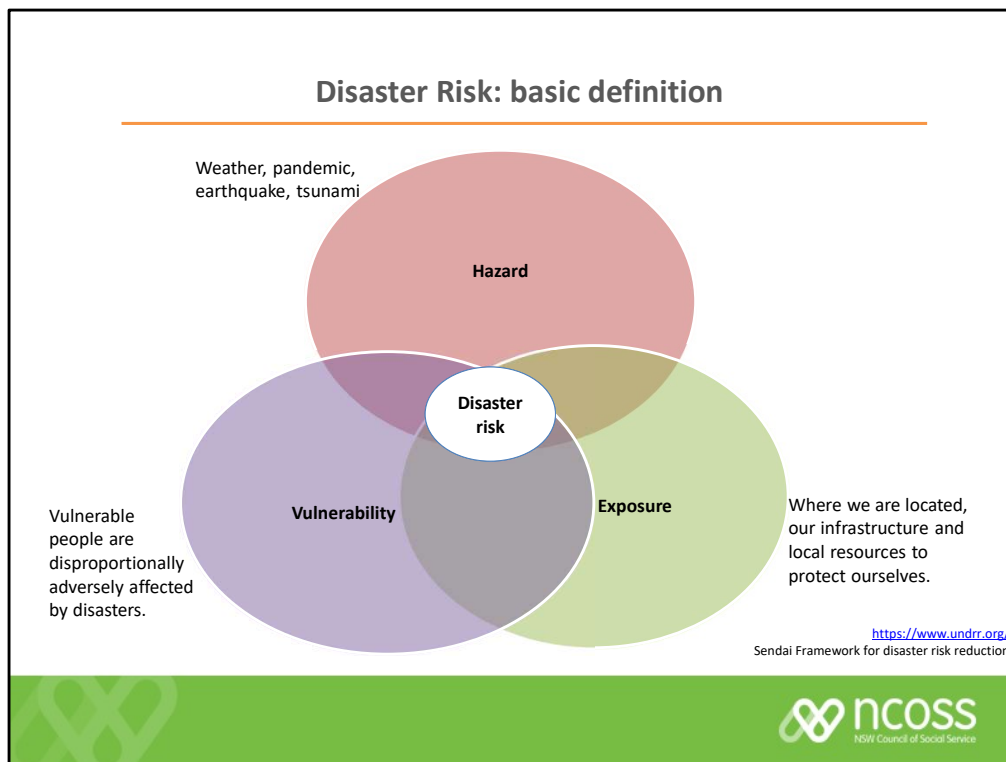 Disaster Risk: basic definition
Weather, pandemic,
earthquake, tsunami
Hazard
Disaster
risk
Vulnerability
Exposure
Vulnerable
people are
disproportionally
adversely affected
by disasters.
Where we are located,
our infrastructure and
local resources to
protect ourselves.
https://www.undrr.org/
Sendai Framework for disaster risk reduction
ncoss
NSW Council of Social Service